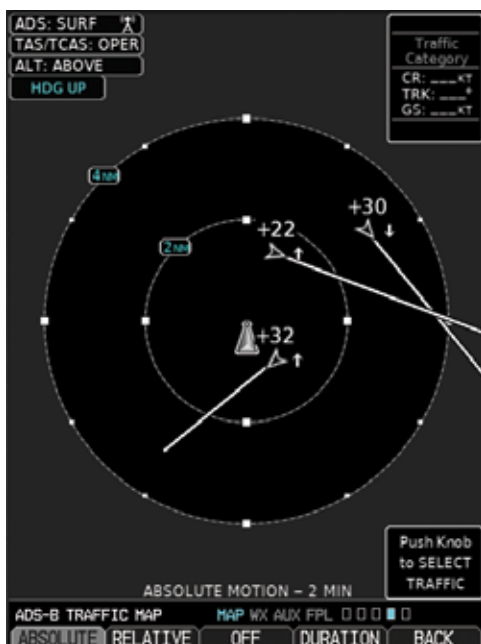 ADS: SURF
TAS/TCAS: OPER
ALT: ABOVE
HDG UP
Traffic
Category
CR: ___KT
TRK: ___°
GS: ___KT
4NM
+30
+22
2NM
+32
Push Knob
to SELECT
TRAFFIC
ABSOLUTE MOTION – 2 MIN
ADS-B TRAFFIC MAP MAP WX AUX FPL
ABSOLUTE RELATIVE OFF DURATION BACK